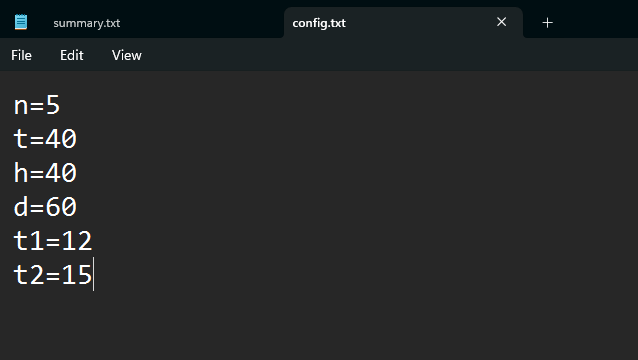 summary.txt
config.txt
File Edit View
n=5
t=40
h=40
d=60
t1=12
t2=15